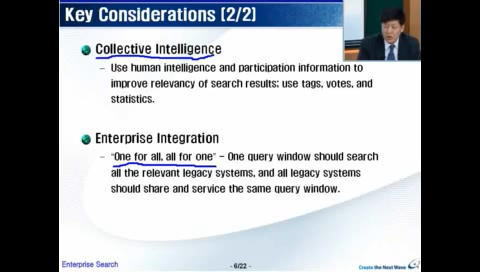 Key Considerations (2/2)
Collective Intelligence
– Use human intelligence and participation information to
improve relevancy of search results; use tags, votes, and
statistics.
Enterprise Integration
– "One for all, all for one" – One query window should search
all the relevant legacy systems, and all legacy systems
should share and service the same query window.
Enterprise Search
- 6/22 -
Create the Next Wave